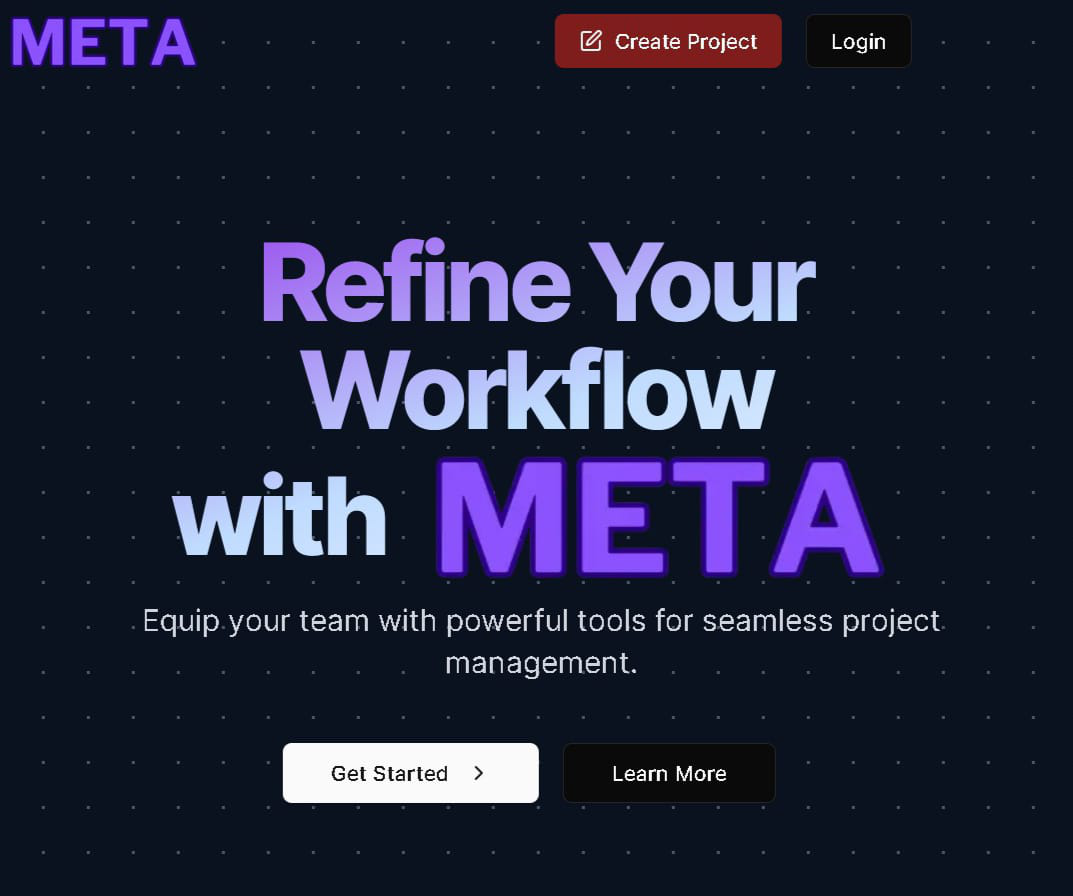 META
Create Project
Login
Refine Your
Workflow
with META
Equip your team with powerful tools for seamless project
management.
Get Started
Learn More